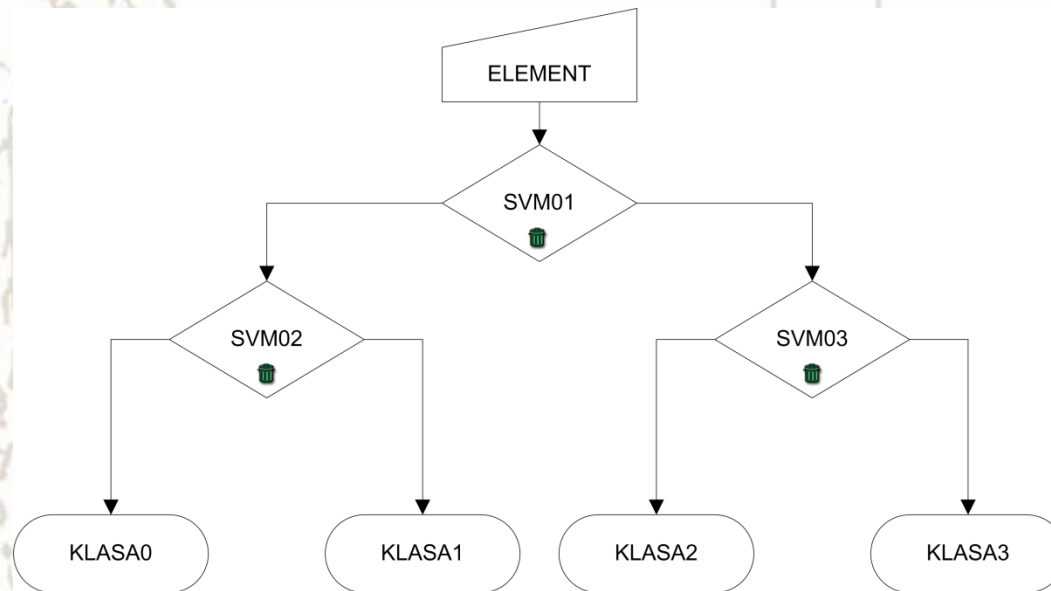 ELEMENT
SVM01
SVM02
SVM03
KLASA0
KLASA1
KLASA2
KLASA3